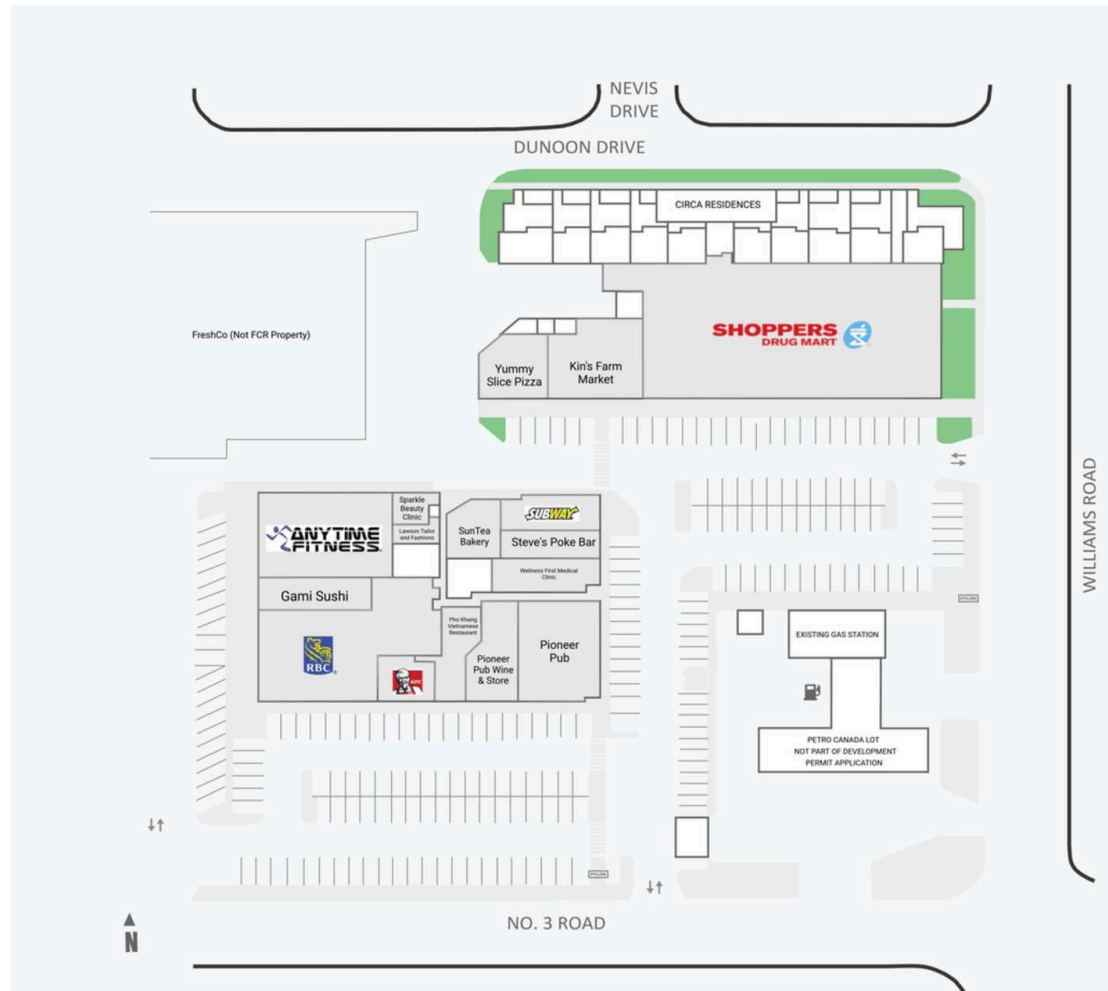 NEVIS
DRIVE
DUNOON DRIVE
CIRCA RESIDENCES
FreshCo (Not FCR Property)
SHOPPERS
DRUG MART
Yummy
Slice Pizza
Kin's Farm
Market
WILLIAMS ROAD
ANYTIME
FITNESS
Sparkle
Beauty
Clinic
Lawson Tailor
and Fashions
SunTea
Bakery
SUBWAY
Steve's Poke Bar
Wellness First Medical
Clinic
Gami Sushi
RBC
KFC
Pho Khang
Vietnamese
Restaurant
Pioneer
Pub Wine
& Store
Pioneer
Pub
PYLON
EXISTING GAS STATION
PETRO CANADA LOT
NOT PART OF DEVELOPMENT
PERMIT APPLICATION
PYLON
NO. 3 ROAD
N